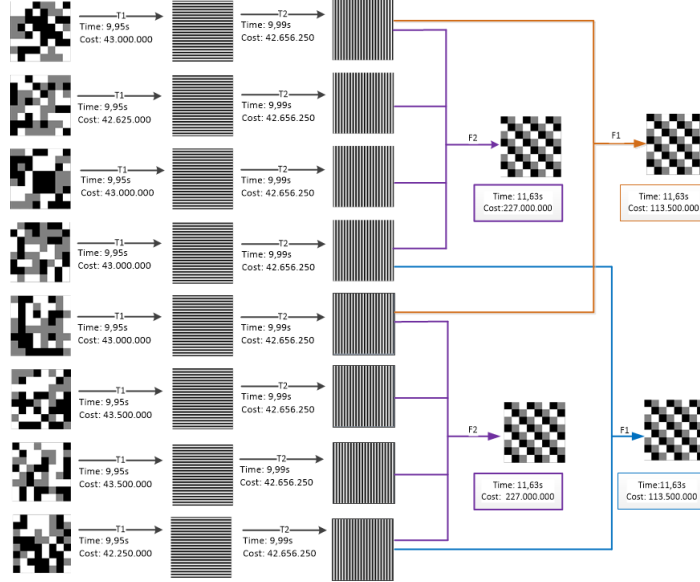 T1
Time: 9,95s
Cost: 43.000.000
T2
Time: 9,99s
Cost: 42.656.250
T1
Time: 9,95s
Cost: 42.625.000
T2
Time: 9,99s
Cost: 42.656.250
F2
F1
T1
Time: 9,95s
Cost: 43.000.000
T2
Time: 9,99s
Cost: 42.656.250
Time: 11,63s
Cost:227.000.000
Time: 11,63s
Cost: 113.500.000
T1
Time: 9,95s
Cost: 43.000.000
T2
Time: 9,99s
Cost: 42.656.250
T1
Time: 9,95s
Cost: 43.000.000
T2
Time: 9,99s
Cost: 42.656.250
T1
Time: 9,95s
Cost: 43.500.000
T2
Time: 9,99s
Cost: 42.656.250
F2
F1
T1
Time: 9,95s
Cost: 43.500.000
T2
Time: 9,99s
Cost: 42.656.250
Time: 11,63s
Cost: 227.000.000
Time:11,63s
Cost: 113.500.000
T1
Time: 9,95s
Cost: 42.250.000
T2
Time: 9,99s
Cost: 42.656.250